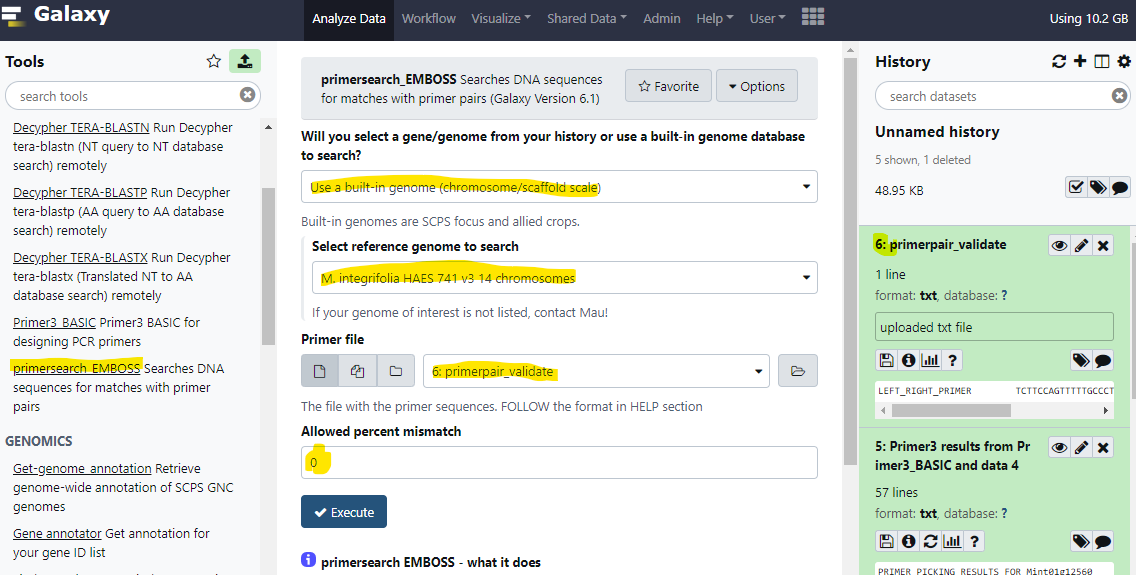 Galaxy
Analyze Data
Workflow
Visualize
Shared Data
Admin
Help
User
Using 10.2 GB
Tools
search tools
Decypher TERA-BLASTN Run Decypher
tera-blastn (NT query to NT database
search) remotely
Decypher TERA-BLASTP Run Decypher
tera-blastp (AA query to AA database
search) remotely
Decypher TERA-BLASTX Run Decypher
tera-blastx (Translated NT to AA
database search) remotely
Primer3_BASIC Primer3 BASIC for
designing PCR primers
primersearch_EMBOSS Searches DNA
sequences for matches with primer
pairs
GENOMICS
Get-genome_annotation Retrieve
genome-wide annotation of SCPS GNC
genomes
Gene annotator Get annotation for
your gene ID list
primersearch_EMBOSS Searches DNA sequences
for matches with primer pairs (Galaxy Version 6.1)
Favorite
Options
Will you select a gene/genome from your history or use a built-in genome database
to search?
Use a built-in genome (chromosome/scaffold scale)
Built-in genomes are SCPS focus and allied crops.
Select reference genome to search
M. integrifolia HAES 741 v3 14 chromosomes
If your genome of interest is not listed, contact Mau!
Primer file
6: primerpair_validate
The file with the primer sequences. FOLLOW the format in HELP section
Allowed percent mismatch
0
Execute
primersearch EMBOSS - what it does
History
search datasets
Unnamed history
5 shown, 1 deleted
48.95 KB
6: primerpair_validate
1 line
format: txt, database: ?
uploaded txt file
LEFT_RIGHT_PRIMER TCTTCCAGTTTTTGCCCT
5: Primer3 results from Pr
imer3_BASIC and data 4
57 lines
format: txt, database: ?
PRIMER PICKING RESULTS FOR Mint01g12560